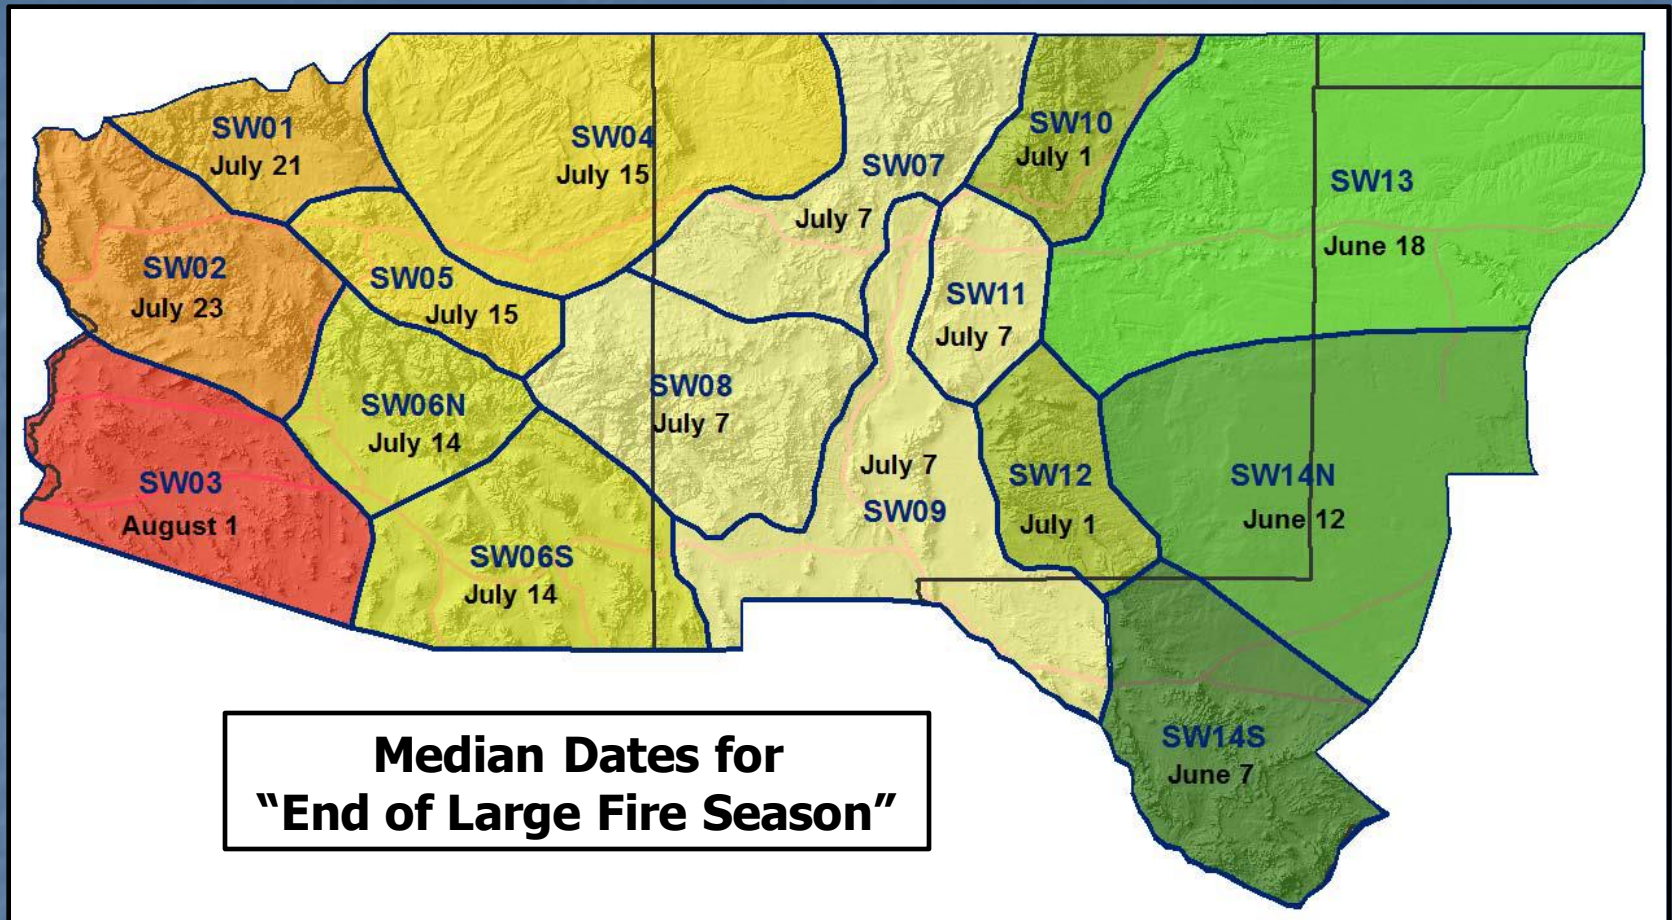 SW01
July 21
SW02
July 23
SW03
August 1
SW04
July 15
SW05
July 15
SW06N
July 14
SW06S
July 14
SW07
July 7
SW08
July 7
July 7
SW09
SW10
July 1
SW11
July 7
SW12
July 1
SW13
June 18
SW14N
June 12
SW14S
June 7
Median Dates for
“End of Large Fire Season”